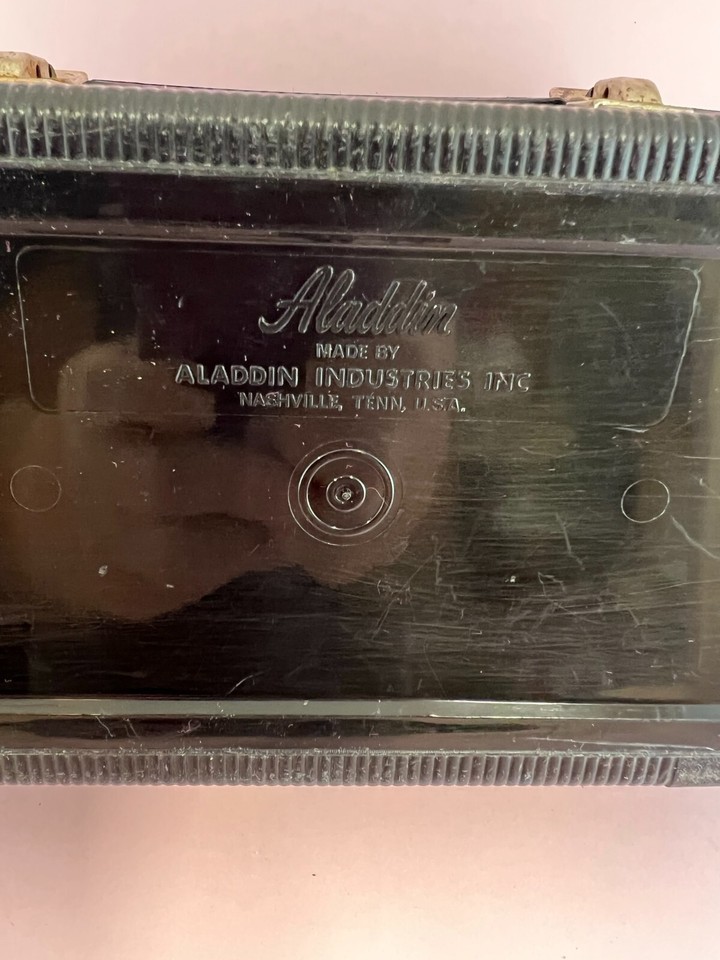 Aladdin
MADE BY
ALADDIN INDUSTRIES INC
NASHVILLE, TENN, U.S.A.